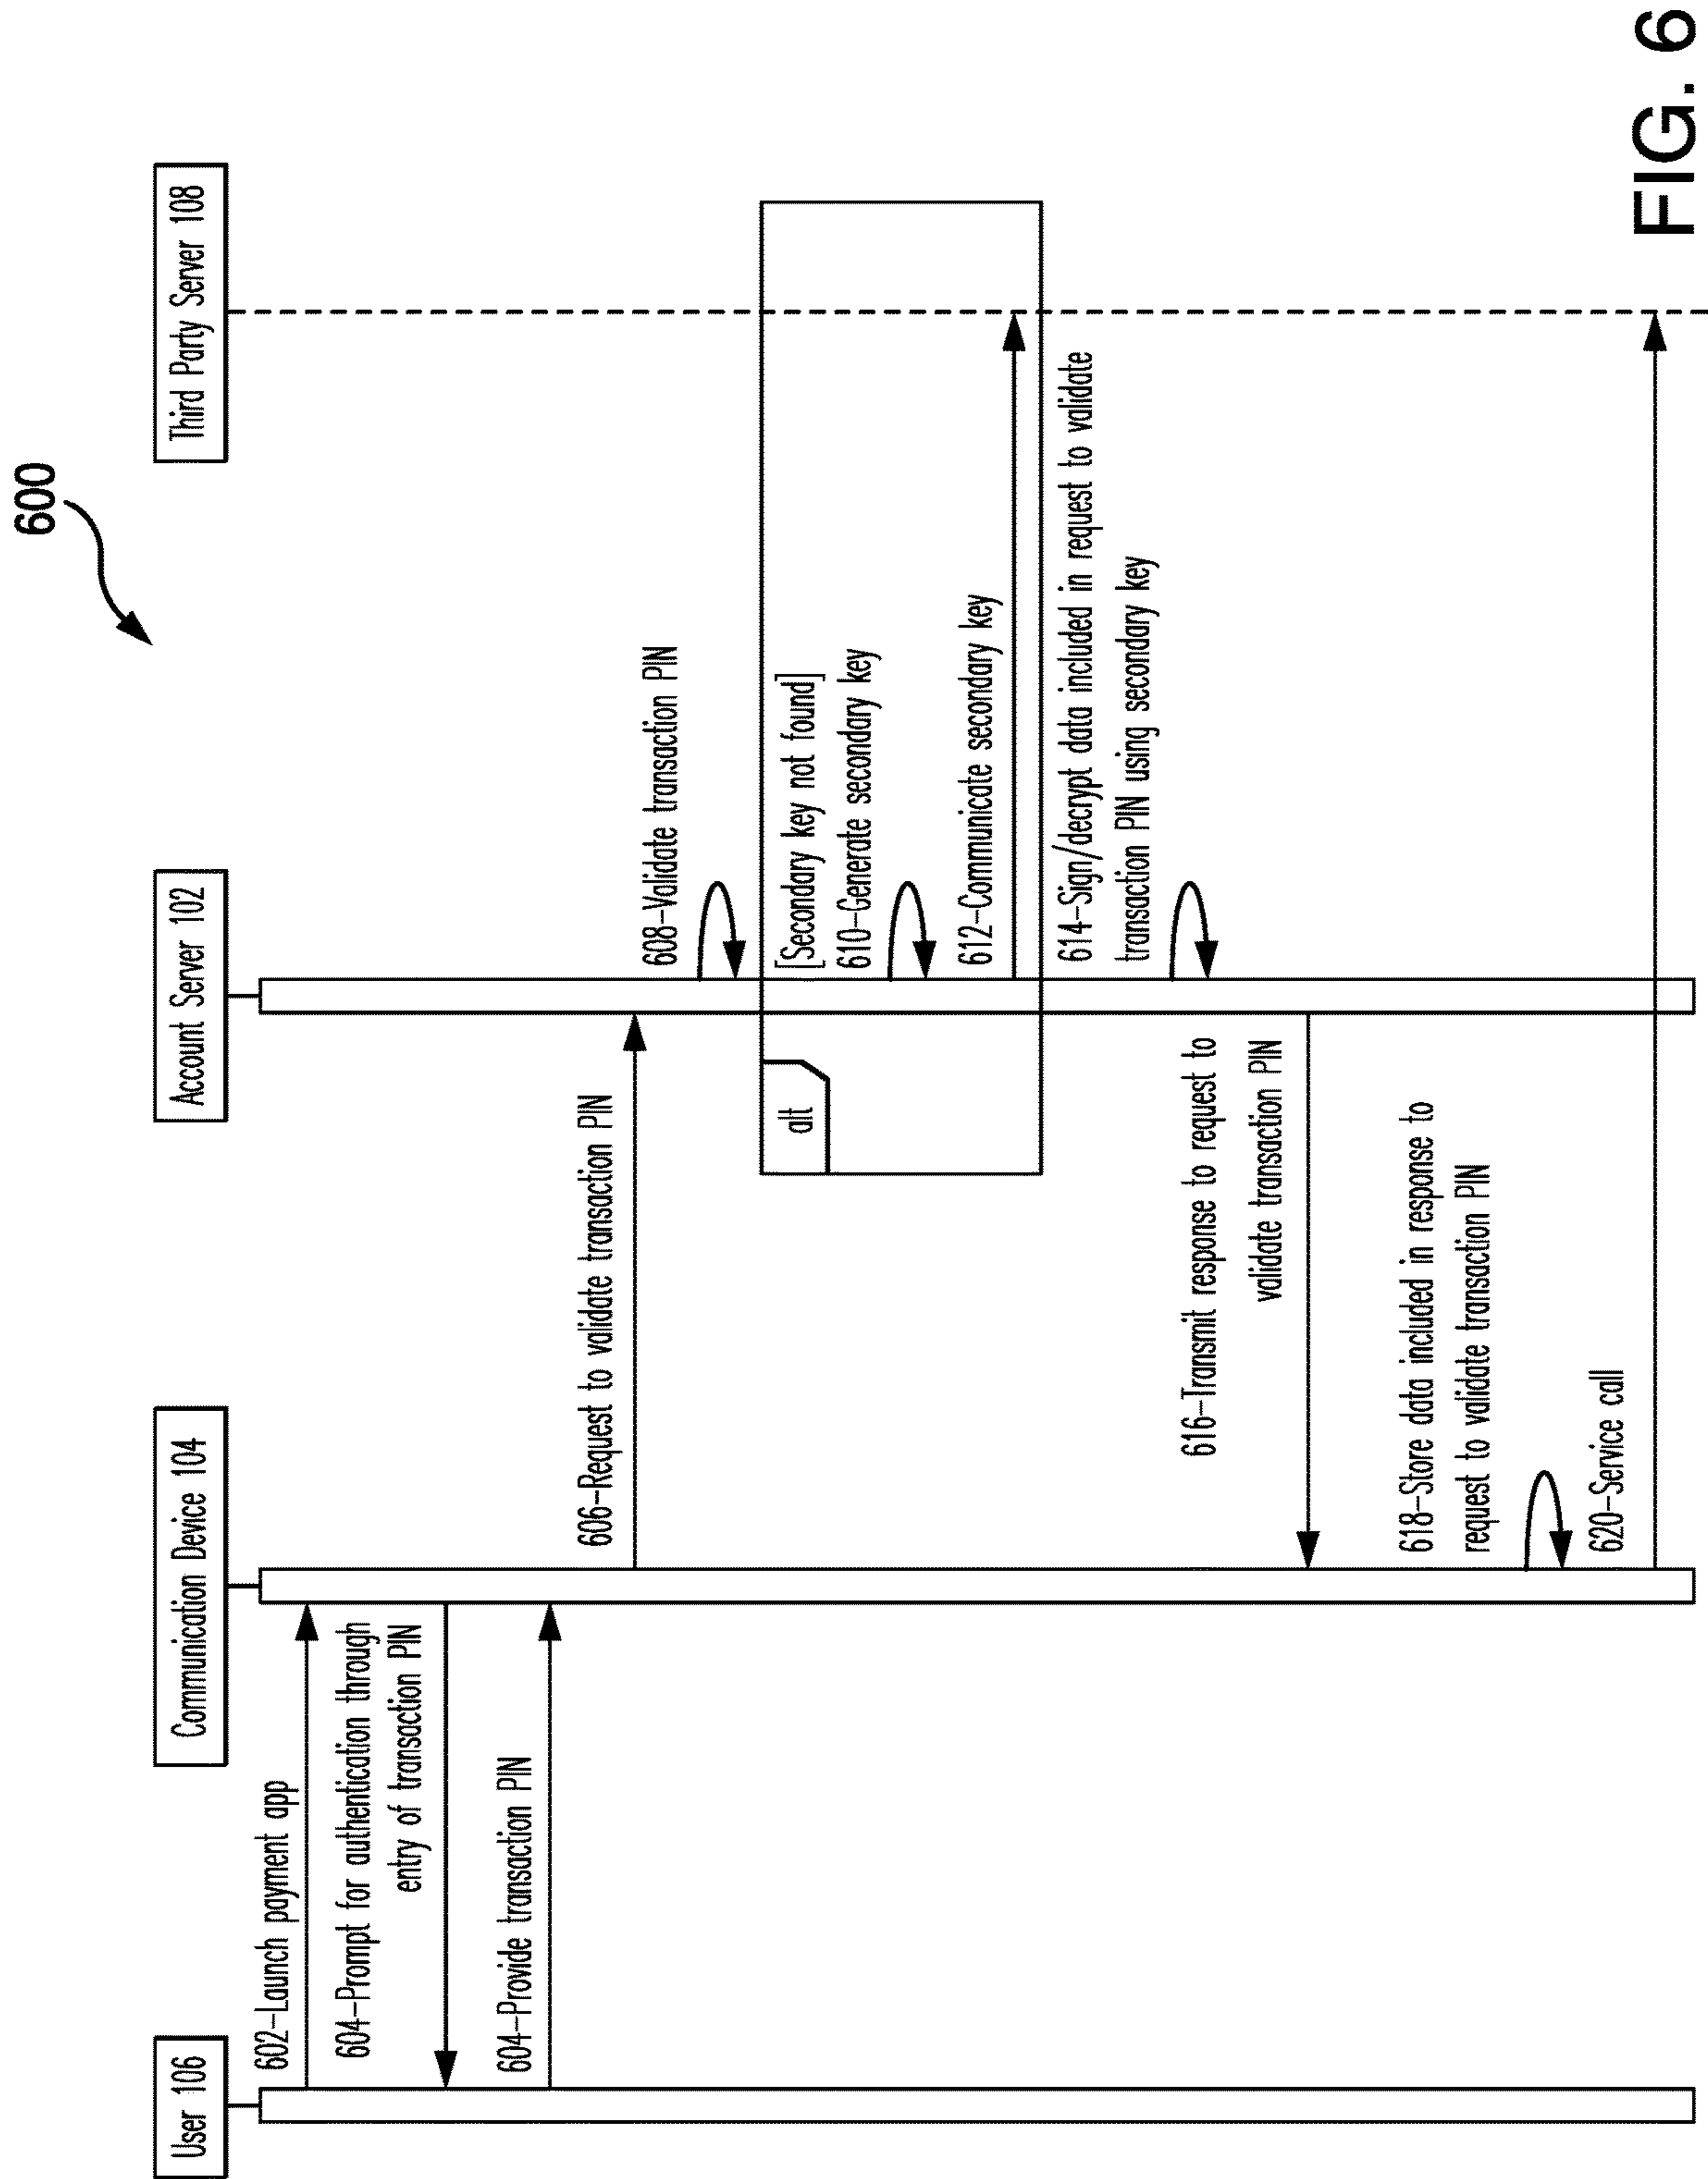 600
User 106
Communication Device 104
Account Server 102
Third Party Server 108
602-Launch payment app
604-Prompt for authentication through
entry of transaction PIN
604-Provide transaction PIN
606-Request to validate transaction PIN
608-Validate transaction PIN
alt
[Secondary key not found]
610-Generate secondary key
612-Communicate secondary key
614-Sign/decrypt data included in request to validate
transaction PIN using secondary key
616-Transmit response to request to
validate transaction PIN
618-Store data included in response to
request to validate transaction PIN
620-Service call
FIG. 6